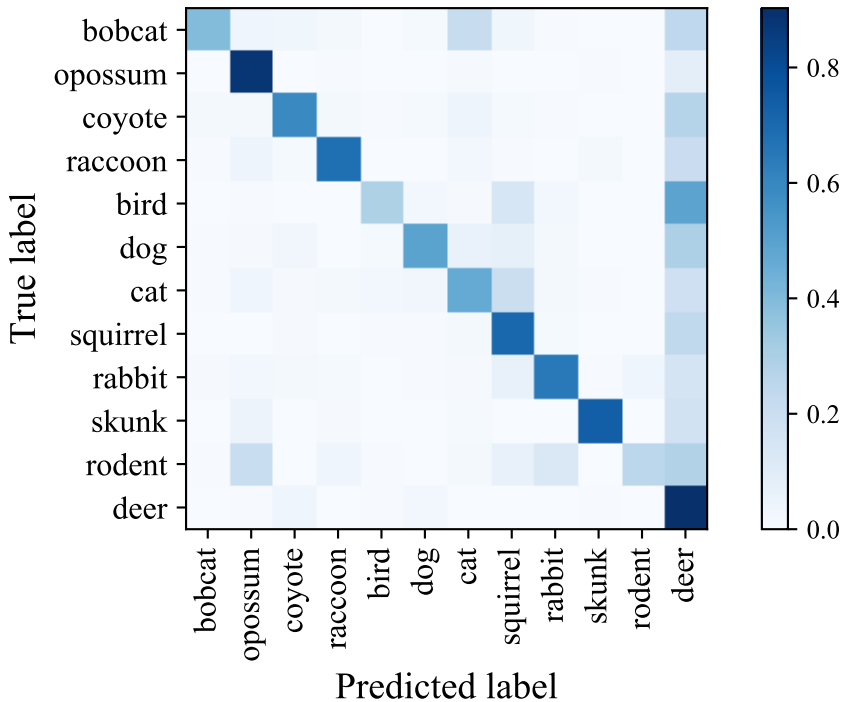 True label
bobcat
opossum
coyote
raccoon
bird
dog
cat
squirrel
rabbit
skunk
rodent
deer
bobcat
opossum
coyote
raccoon
bird
dog
cat
squirrel
rabbit
skunk
rodent
deer
Predicted label
0.8
0.6
0.4
0.2
0.0